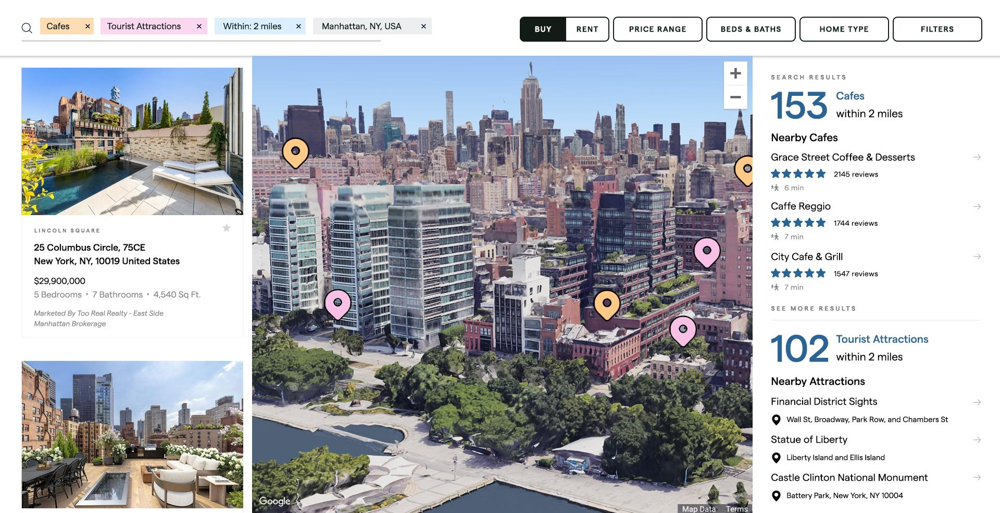 Cafes ×
Tourist Attractions ×
Within: 2 miles ×
Manhattan, NY, USA ×
BUY
RENT
PRICE RANGE
BEDS & BATHS
HOME TYPE
FILTERS
LINCOLN SQUARE
25 Columbus Circle, 75CE
New York, NY, 10019 United States
$29,900,000
5 Bedrooms • 7 Bathrooms • 4,540 Sq Ft.
Marketed By Too Real Realty - East Side
Manhattan Brokerage
Google
Map Data
Terms
SEARCH RESULTS
153 Cafes
within 2 miles
Nearby Cafes
Grace Street Coffee & Desserts
2145 reviews
6 min
Caffe Reggio
1744 reviews
7 min
City Cafe & Grill
1547 reviews
7 min
SEE MORE RESULTS
102 Tourist Attractions
within 2 miles
Nearby Attractions
Financial District Sights
Wall St, Broadway, Park Row, and Chambers St
Statue of Liberty
Liberty Island and Ellis Island
Castle Clinton National Monument
Battery Park, New York, NY 10004